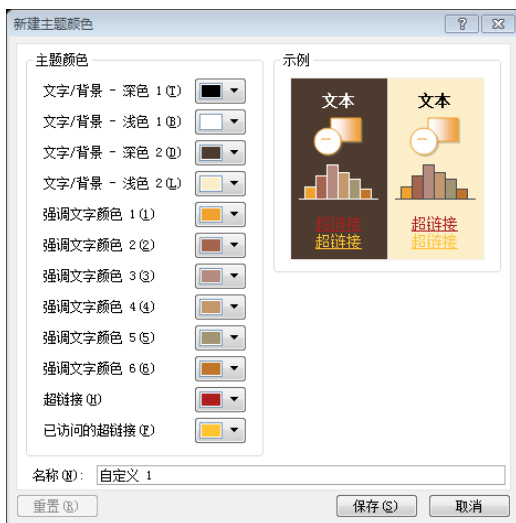 新建主题颜色
主题颜色
文字/背景 - 深色 1(T)
文字/背景 - 浅色 1(B)
文字/背景 - 深色 2(D)
文字/背景 - 浅色 2(L)
强调文字颜色 1(1)
强调文字颜色 2(2)
强调文字颜色 3(3)
强调文字颜色 4(4)
强调文字颜色 5(5)
强调文字颜色 6(6)
超链接(H)
已访问的超链接(F)
示例
文本 文本
超链接 超链接
超链接 超链接
名称(N): 自定义 1
重置(R) 保存(S) 取消